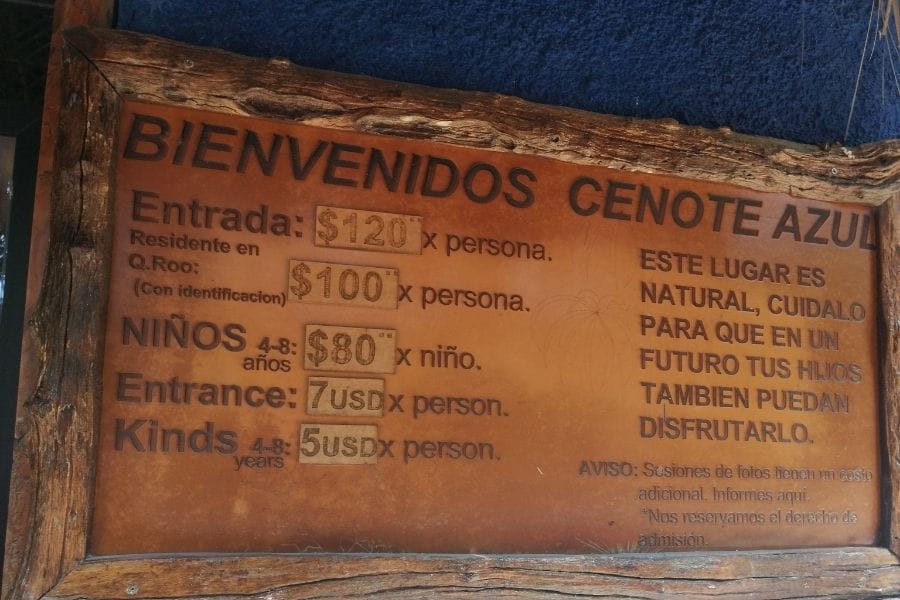 BIENVENIDOS CENOTE AZUL
Entrada: $120°° x persona.
Residente en
Q.Roo:
(Con identificacion) $100°° x persona.
NIÑOS 4-8: $80°° x niño.
años
Entrance: 7USD x person.
Kinds 4-8: 5USD x person.
years
ESTE LUGAR ES
NATURAL, CUIDALO
PARA QUE EN UN
FUTURO TUS HIJOS
TAMBIEN PUEDAN
DISFRUTARLO.
AVISO: Sesiones de fotos tienen un costo
adicional. Informes aqui.
"Nos reservamos el derecho de
admisión.